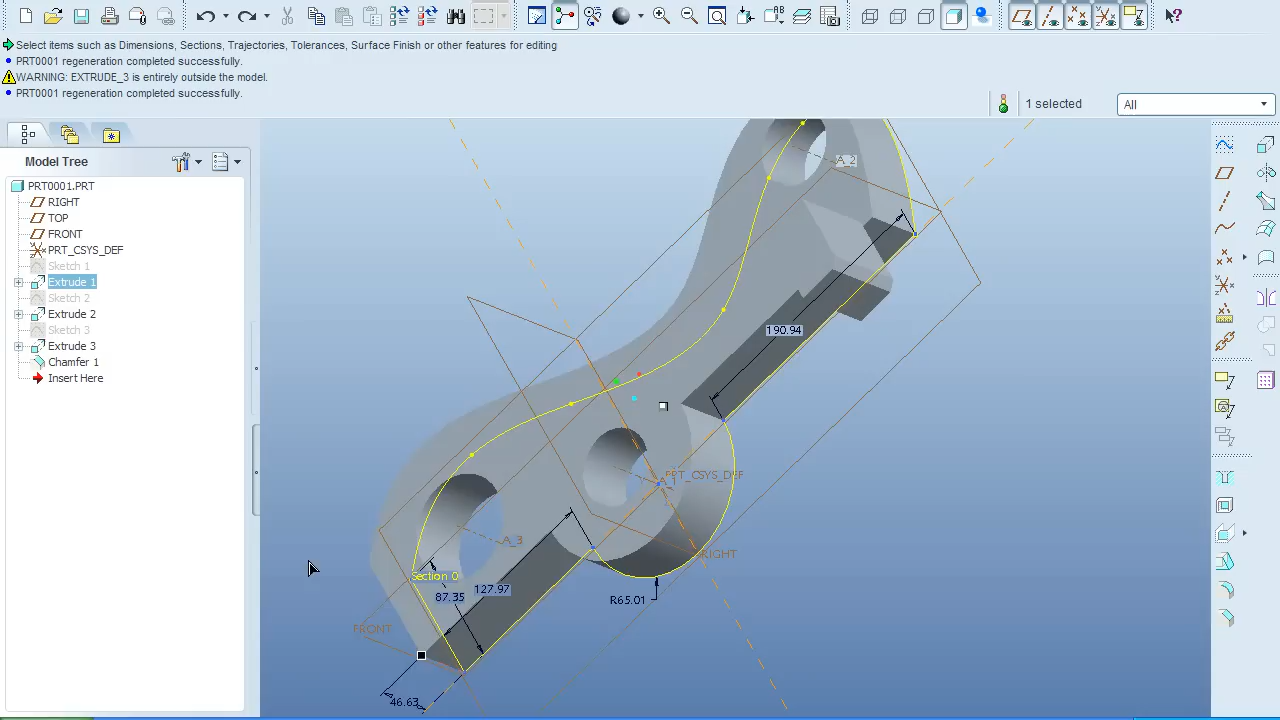 Select items such as Dimensions, Sections, Trajectories, Tolerances, Surface Finish or other features for editing
PRT0001 regeneration completed successfully.
WARNING: EXTRUDE_3 is entirely outside the model.
PRT0001 regeneration completed successfully.
1 selected
All
Model Tree
PRT0001.PRT
RIGHT
TOP
FRONT
PRT_CSYS_DEF
Sketch 1
Extrude 1
Sketch 2
Extrude 2
Sketch 3
Extrude 3
Chamfer 1
Insert Here
A_2
190.94
PRT_CSYS_DEF
A_1
A_3
RIGHT
Section 0
127.97
87.35
R65.01
FRONT
46.63